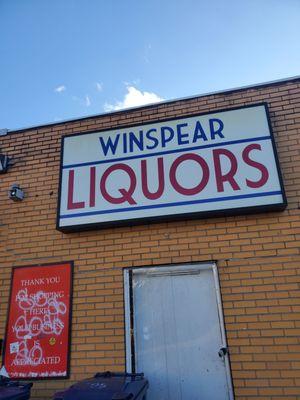 WINSPEAR
LIQUORS
THANK YOU
FOR SHOPPING
HERE
YOUR BUSINESS
IS
APPRECIATED